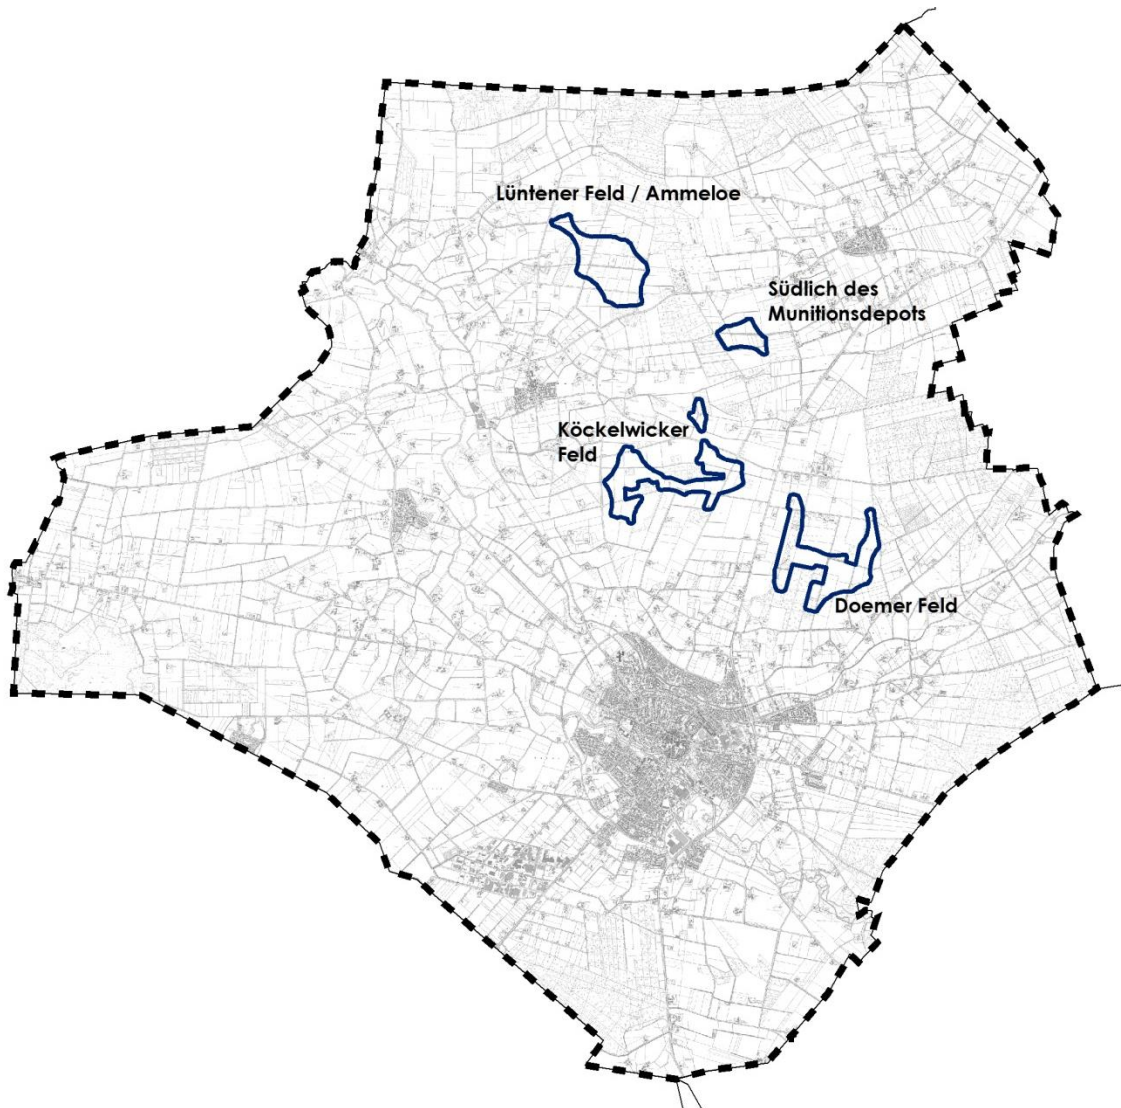 Lüntener Feld / Ammeloe
Südlich des
Munitionsdepots
Köckelwicker
Feld
Doemer Feld